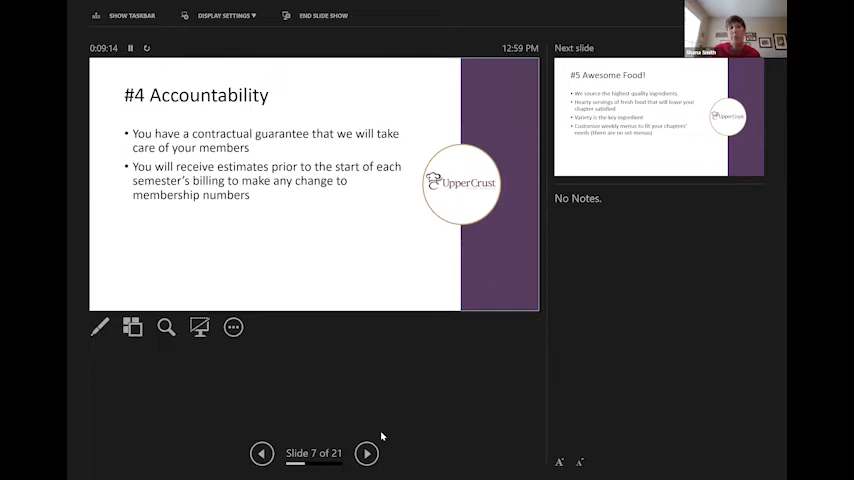 SHOW TASKBAR
DISPLAY SETTINGS ▼
END SLIDE SHOW
Shana Smith
0:09:14
12:59 PM
Next slide
#4 Accountability
• You have a contractual guarantee that we will take
care of your members
• You will receive estimates prior to the start of each
semester's billing to make any change to
membership numbers
UpperCrust
#5 Awesome Food!
• We source the highest quality ingredients
• Hearty servings of fresh food that will leave your
chapter satisfied
• Variety is the key ingredient
• Customize weekly menus to fit your chapters'
needs (there are no set menus)
UpperCrust
No Notes.
Slide 7 of 21
A A